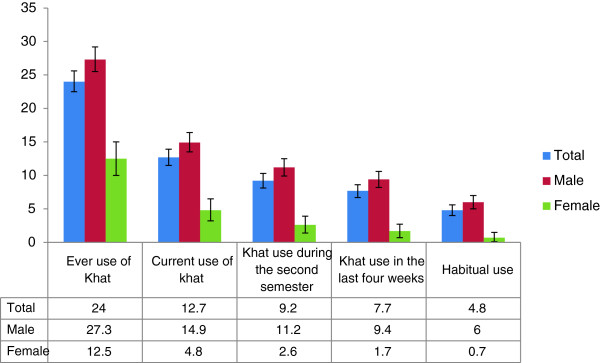 35
30
25
20
15
10
5
0
Total
Male
Female
Ever use of
Khat
Current use of
khat
Khat use during
the second
semester
Khat use in the
last four weeks
Habitual use
Total 24 12.7 9.2 7.7 4.8
Male 27.3 14.9 11.2 9.4 6
Female 12.5 4.8 2.6 1.7 0.7